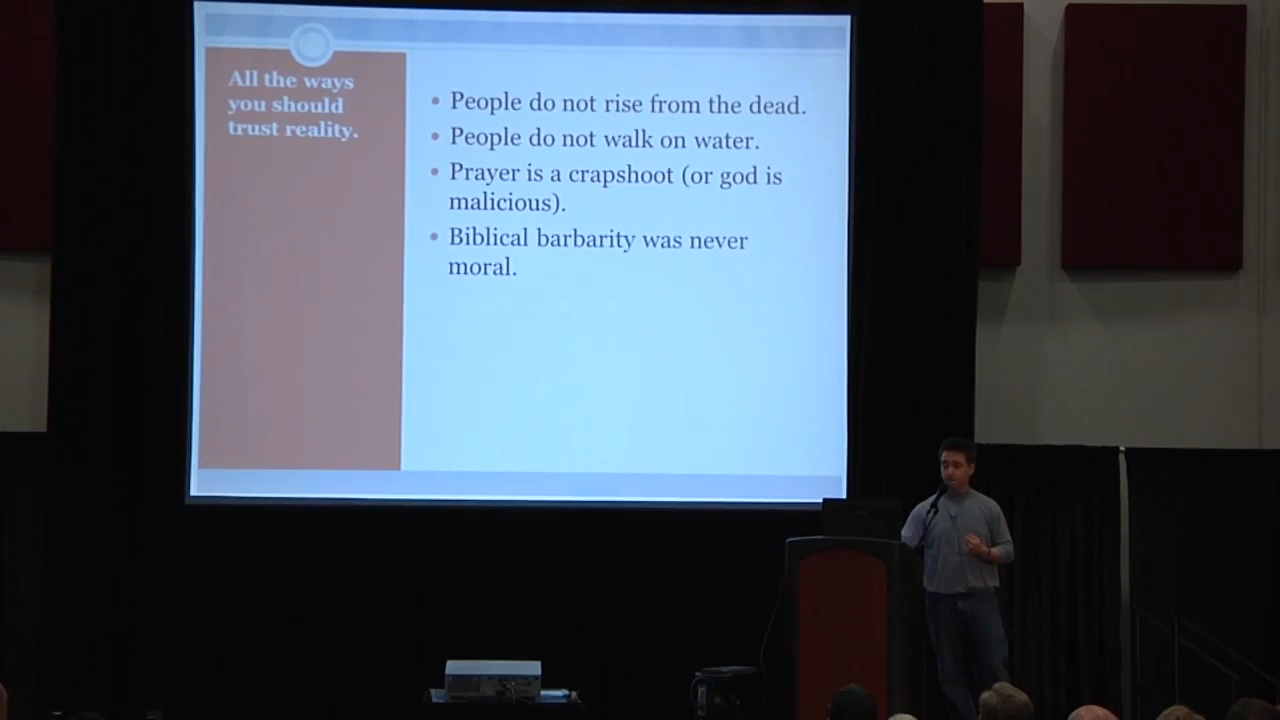 All the ways
you should
trust reality.
• People do not rise from the dead.
• People do not walk on water.
• Prayer is a crapshoot (or god is
malicious).
• Biblical barbarity was never
moral.